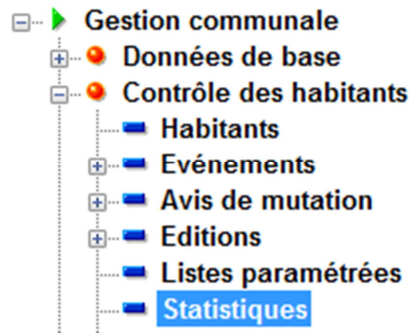 Gestion communale
Données de base
Contrôle des habitants
Habitants
Evénements
Avis de mutation
Editions
Listes paramétrées
Statistiques